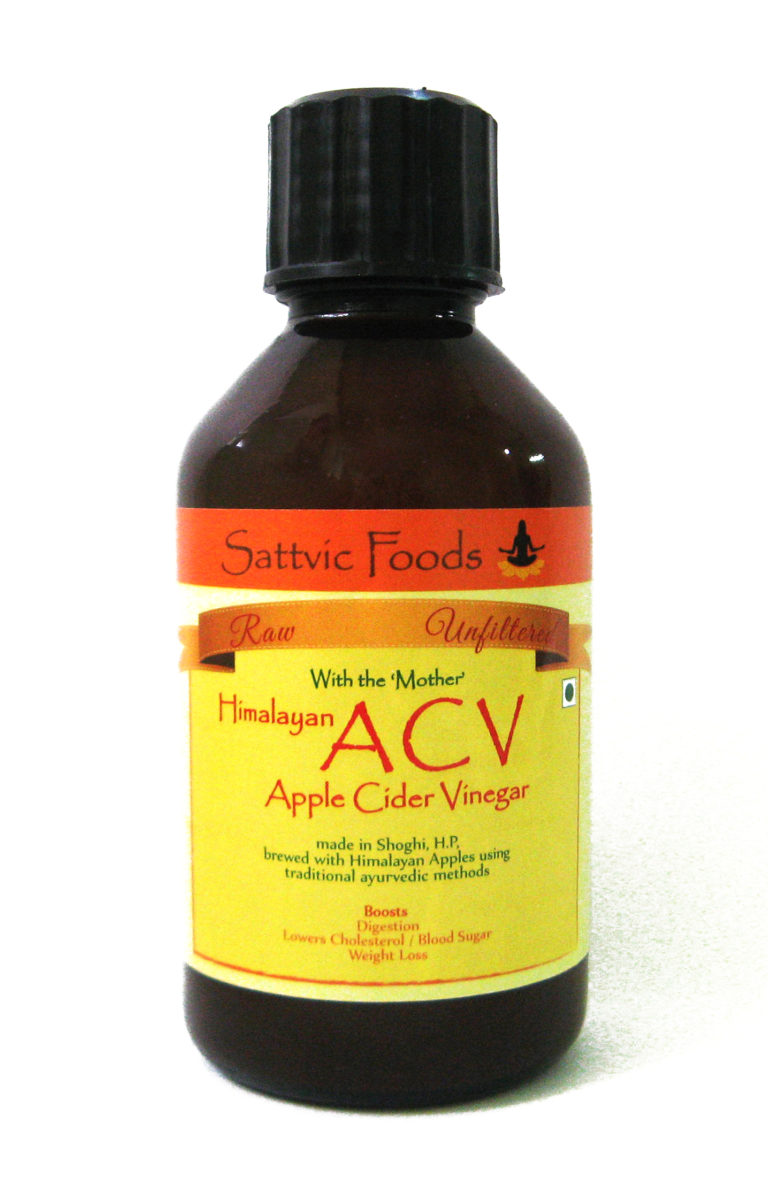 Sattvic Foods
Raw Unfiltered
With the ‘Mother’
Himalayan ACV
Apple Cider Vinegar
made in Shoghi, H.P,
brewed with Himalayan Apples using
traditional ayurvedic methods
Boosts
Digestion
Lowers Cholesterol / Blood Sugar
Weight Loss